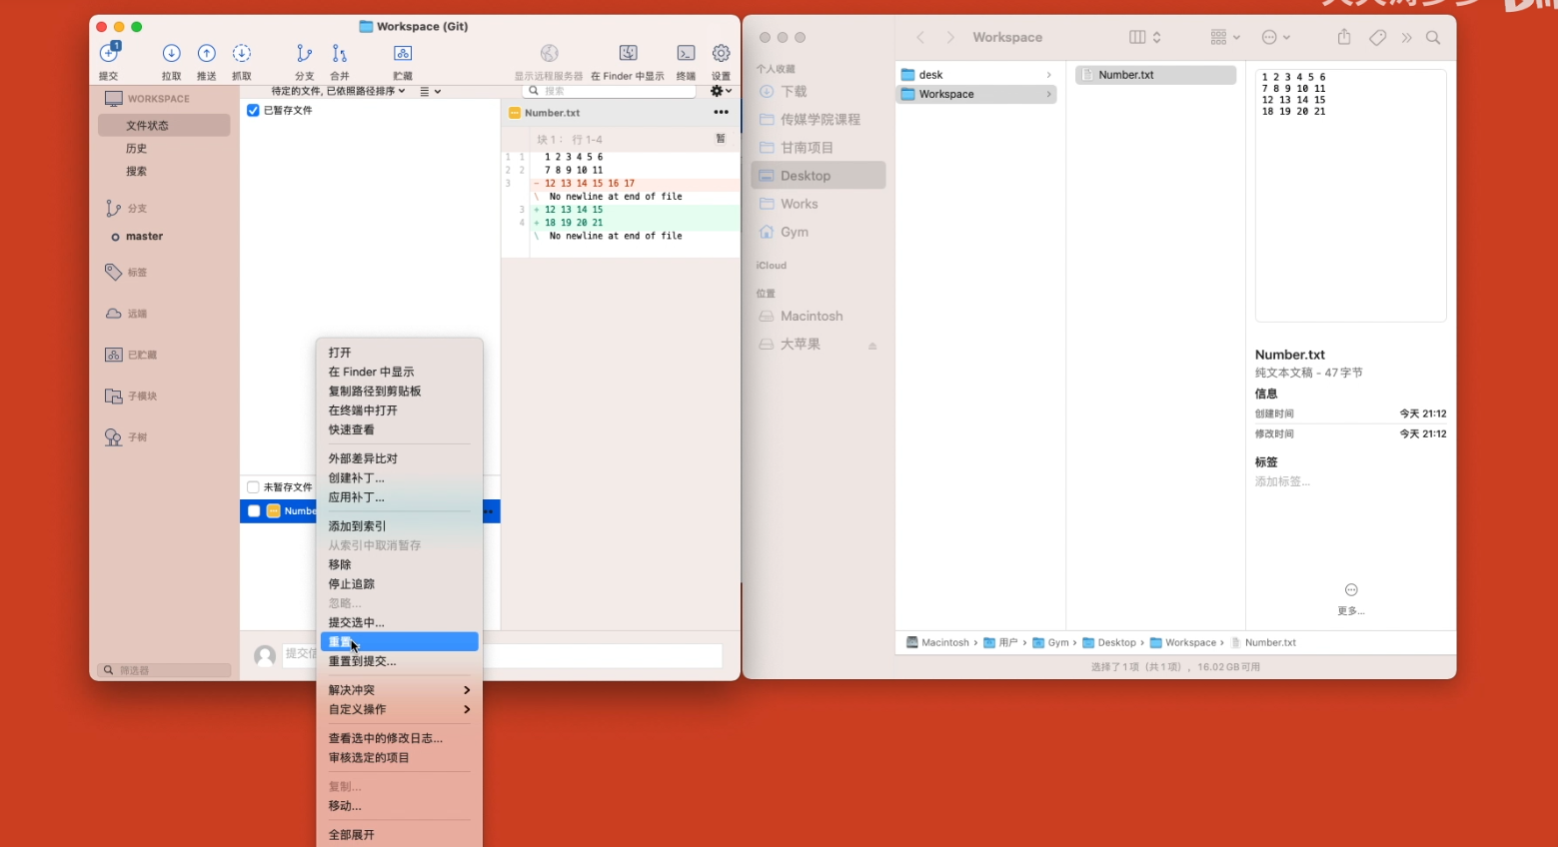 Workspace (Git)
1
提交
拉取
推送
抓取
分支
合并
贮藏
显示远程服务器
在 Finder 中显示
终端
设置
WORKSPACE
文件状态
历史
搜索
分支
master
标签
远端
已贮藏
子模块
子树
筛选器
待定的文件, 已依照路径排序
搜索
已暂存文件
未暂存文件
Numbe
提交信
Number.txt
块 1： 行 1-4
暂
1 1 1 2 3 4 5 6
2 2 7 8 9 10 11
3 - 12 13 14 15 16 17
\ No newline at end of file
3 + 12 13 14 15
4 + 18 19 20 21
\ No newline at end of file
打开
在 Finder 中显示
复制路径到剪贴板
在终端中打开
快速查看
外部差异比对
创建补丁...
应用补丁...
添加到索引
从索引中取消暂存
移除
停止追踪
忽略...
提交选中...
重置
重置到提交...
解决冲突
自定义操作
查看选中的修改日志...
审核选定的项目
复制...
移动...
全部展开
Workspace
个人收藏
下载
传媒学院课程
甘南项目
Desktop
Works
Gym
iCloud
位置
Macintosh
大苹果
desk
Workspace
Number.txt
1 2 3 4 5 6
7 8 9 10 11
12 13 14 15
18 19 20 21
Number.txt
纯文本文稿 - 47 字节
信息
创建时间 今天 21:12
修改时间 今天 21:12
标签
添加标签...
更多...
Macintosh › 用户 › Gym › Desktop › Workspace › Number.txt
选择了 1 项（共 1 项），16.02 GB 可用